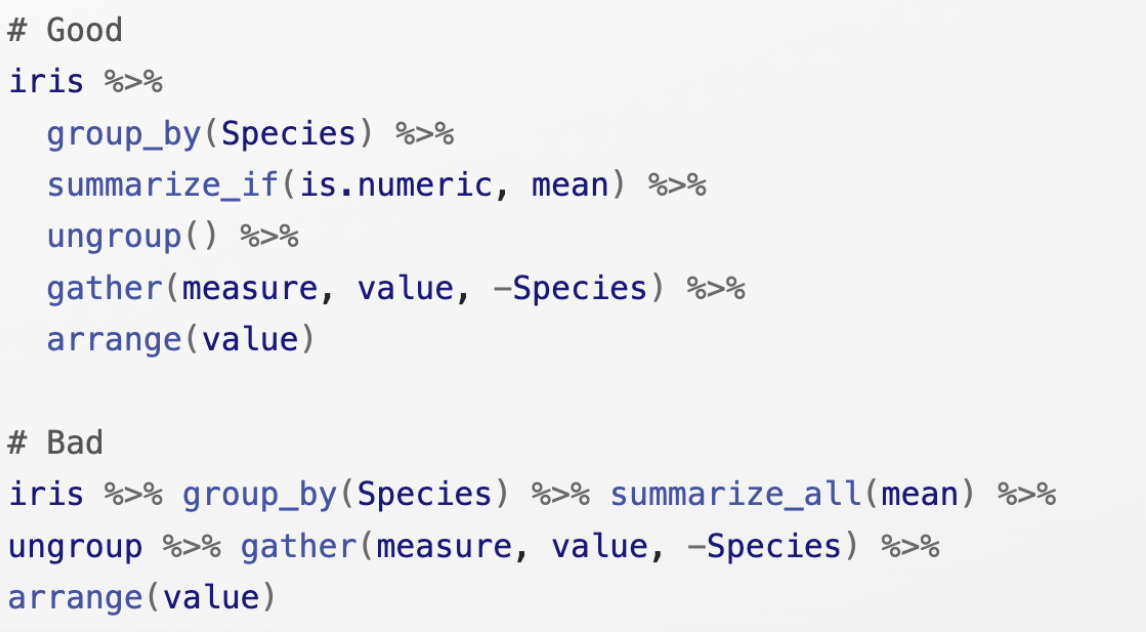 # Good
iris %>%
  group_by(Species) %>%
  summarize_if(is.numeric, mean) %>%
  ungroup() %>%
  gather(measure, value, -Species) %>%
  arrange(value)

# Bad
iris %>% group_by(Species) %>% summarize_all(mean) %>%
ungroup %>% gather(measure, value, -Species) %>%
arrange(value)